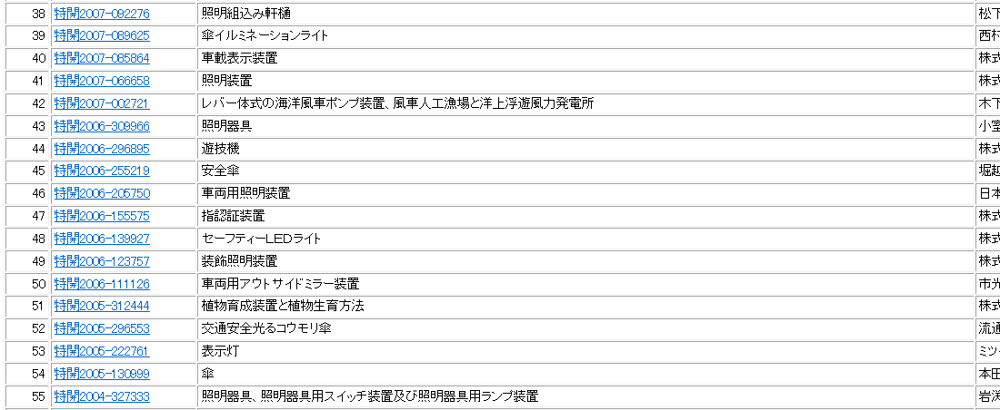 38 特開2007-092276 照明組込み軒樋 松下
39 特開2007-089625 傘イルミネーションライト 西村
40 特開2007-085864 車載表示装置 株式
41 特開2007-066658 照明装置 株式
42 特開2007-002721 レバー体式の海洋風車ポンプ装置、風車人工漁場と洋上浮遊風力発電所 木下
43 特開2006-309966 照明器具 小室
44 特開2006-296895 遊技機 株式
45 特開2006-255219 安全傘 堀越
46 特開2006-205750 車両用照明装置 日本
47 特開2006-155575 指認証装置 株式
48 特開2006-139927 セーフティーLEDライト 株式
49 特開2006-123757 装飾照明装置 株式
50 特開2006-111126 車両用アウトサイドミラー装置 市光
51 特開2005-312444 植物育成装置と植物生育方法 株式
52 特開2005-296553 交通安全光るコウモリ傘 流通
53 特開2005-222761 表示灯 ミツ
54 特開2005-130999 傘 本田
55 特開2004-327333 照明器具、照明器具用スイッチ装置及び照明器具用ランプ装置 岩渕